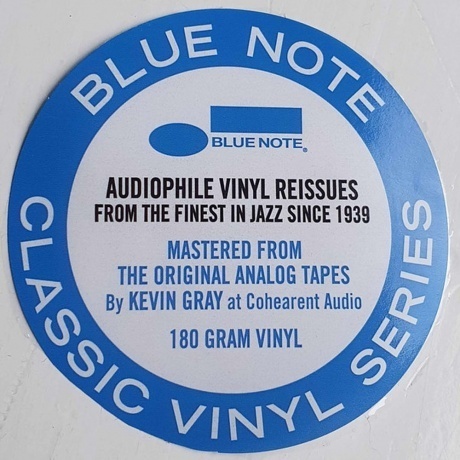 BLUE NOTE
BLUE NOTE®
AUDIOPHILE VINYL REISSUES
FROM THE FINEST IN JAZZ SINCE 1939
MASTERED FROM
THE ORIGINAL ANALOG TAPES
By KEVIN GRAY at Cohearent Audio
180 GRAM VINYL
CLASSIC VINYL SERIES